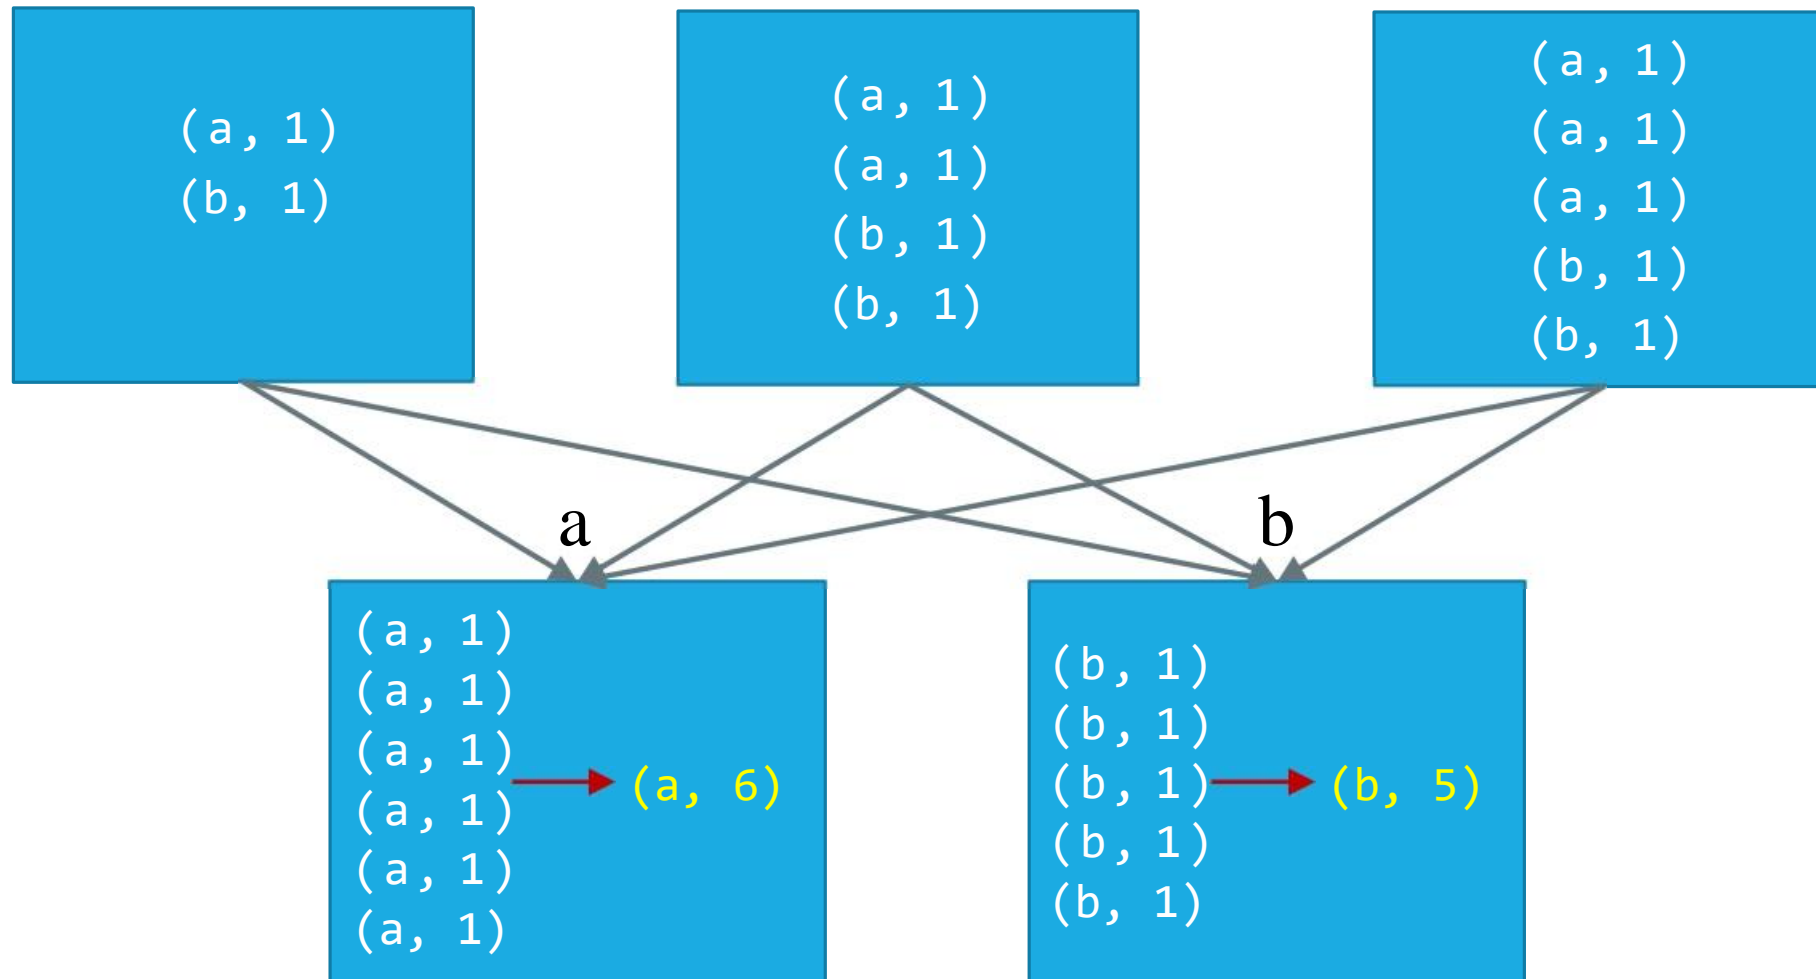 (a, 1)
(b, 1)
(a, 1)
(a, 1)
(b, 1)
(b, 1)
(a, 1)
(a, 1)
(a, 1)
(b, 1)
(b, 1)
a
b
(a, 1)
(a, 1)
(a, 1)
(a, 1)
(a, 1)
(a, 1)
(a, 6)
(b, 1)
(b, 1)
(b, 1)
(b, 1)
(b, 1)
(b, 5)